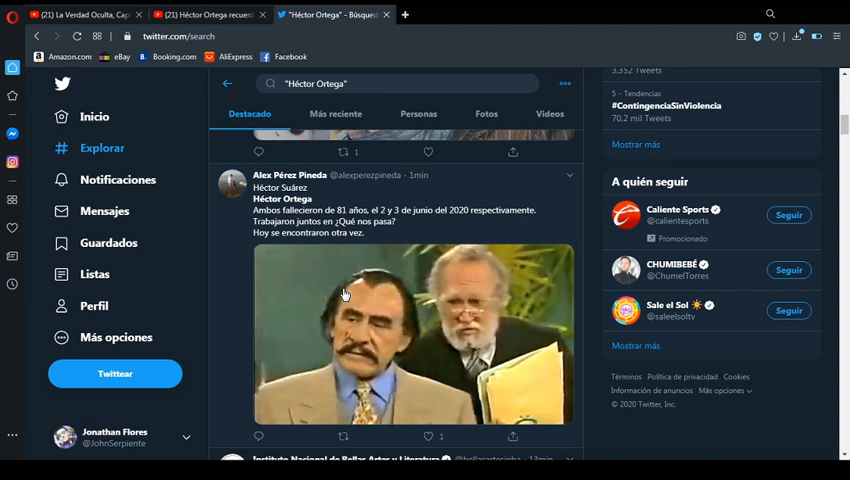 (21) La Verdad Oculta, Cap
(21) Héctor Ortega recuer
"Héctor Ortega" - Búsqued
twitter.com/search
Amazon.com
eBay
Booking.com
AliExpress
Facebook
Inicio
Explorar
Notificaciones
Mensajes
Guardados
Listas
Perfil
Más opciones
Twittear
Jonathan Flores
@JohnSerpiente
"Héctor Ortega"
Destacado
Más reciente
Personas
Fotos
Videos
1
Alex Pérez Pineda @alexperezpineda · 1min
Héctor Suárez
Héctor Ortega
Ambos fallecieron de 81 años, el 2 y 3 de junio del 2020 respectivamente.
Trabajaron juntos en ¿Qué nos pasa?
Hoy se encontraron otra vez.
1
Instituto Nacional de Bellas Artes y Literatura @bellasartesinba · 13min
3,352 Tweets
5 · Tendencias
#ContingenciaSinViolencia
70,2 mil Tweets
Mostrar más
A quién seguir
Caliente Sports
@calientesports
Promocionado
Seguir
CHUMIBEBÉ
@ChumelTorres
Seguir
Sale el Sol
@saleelsoltv
Seguir
Mostrar más
Términos Política de privacidad Cookies
Información de anuncios Más opciones
© 2020 Twitter, Inc.